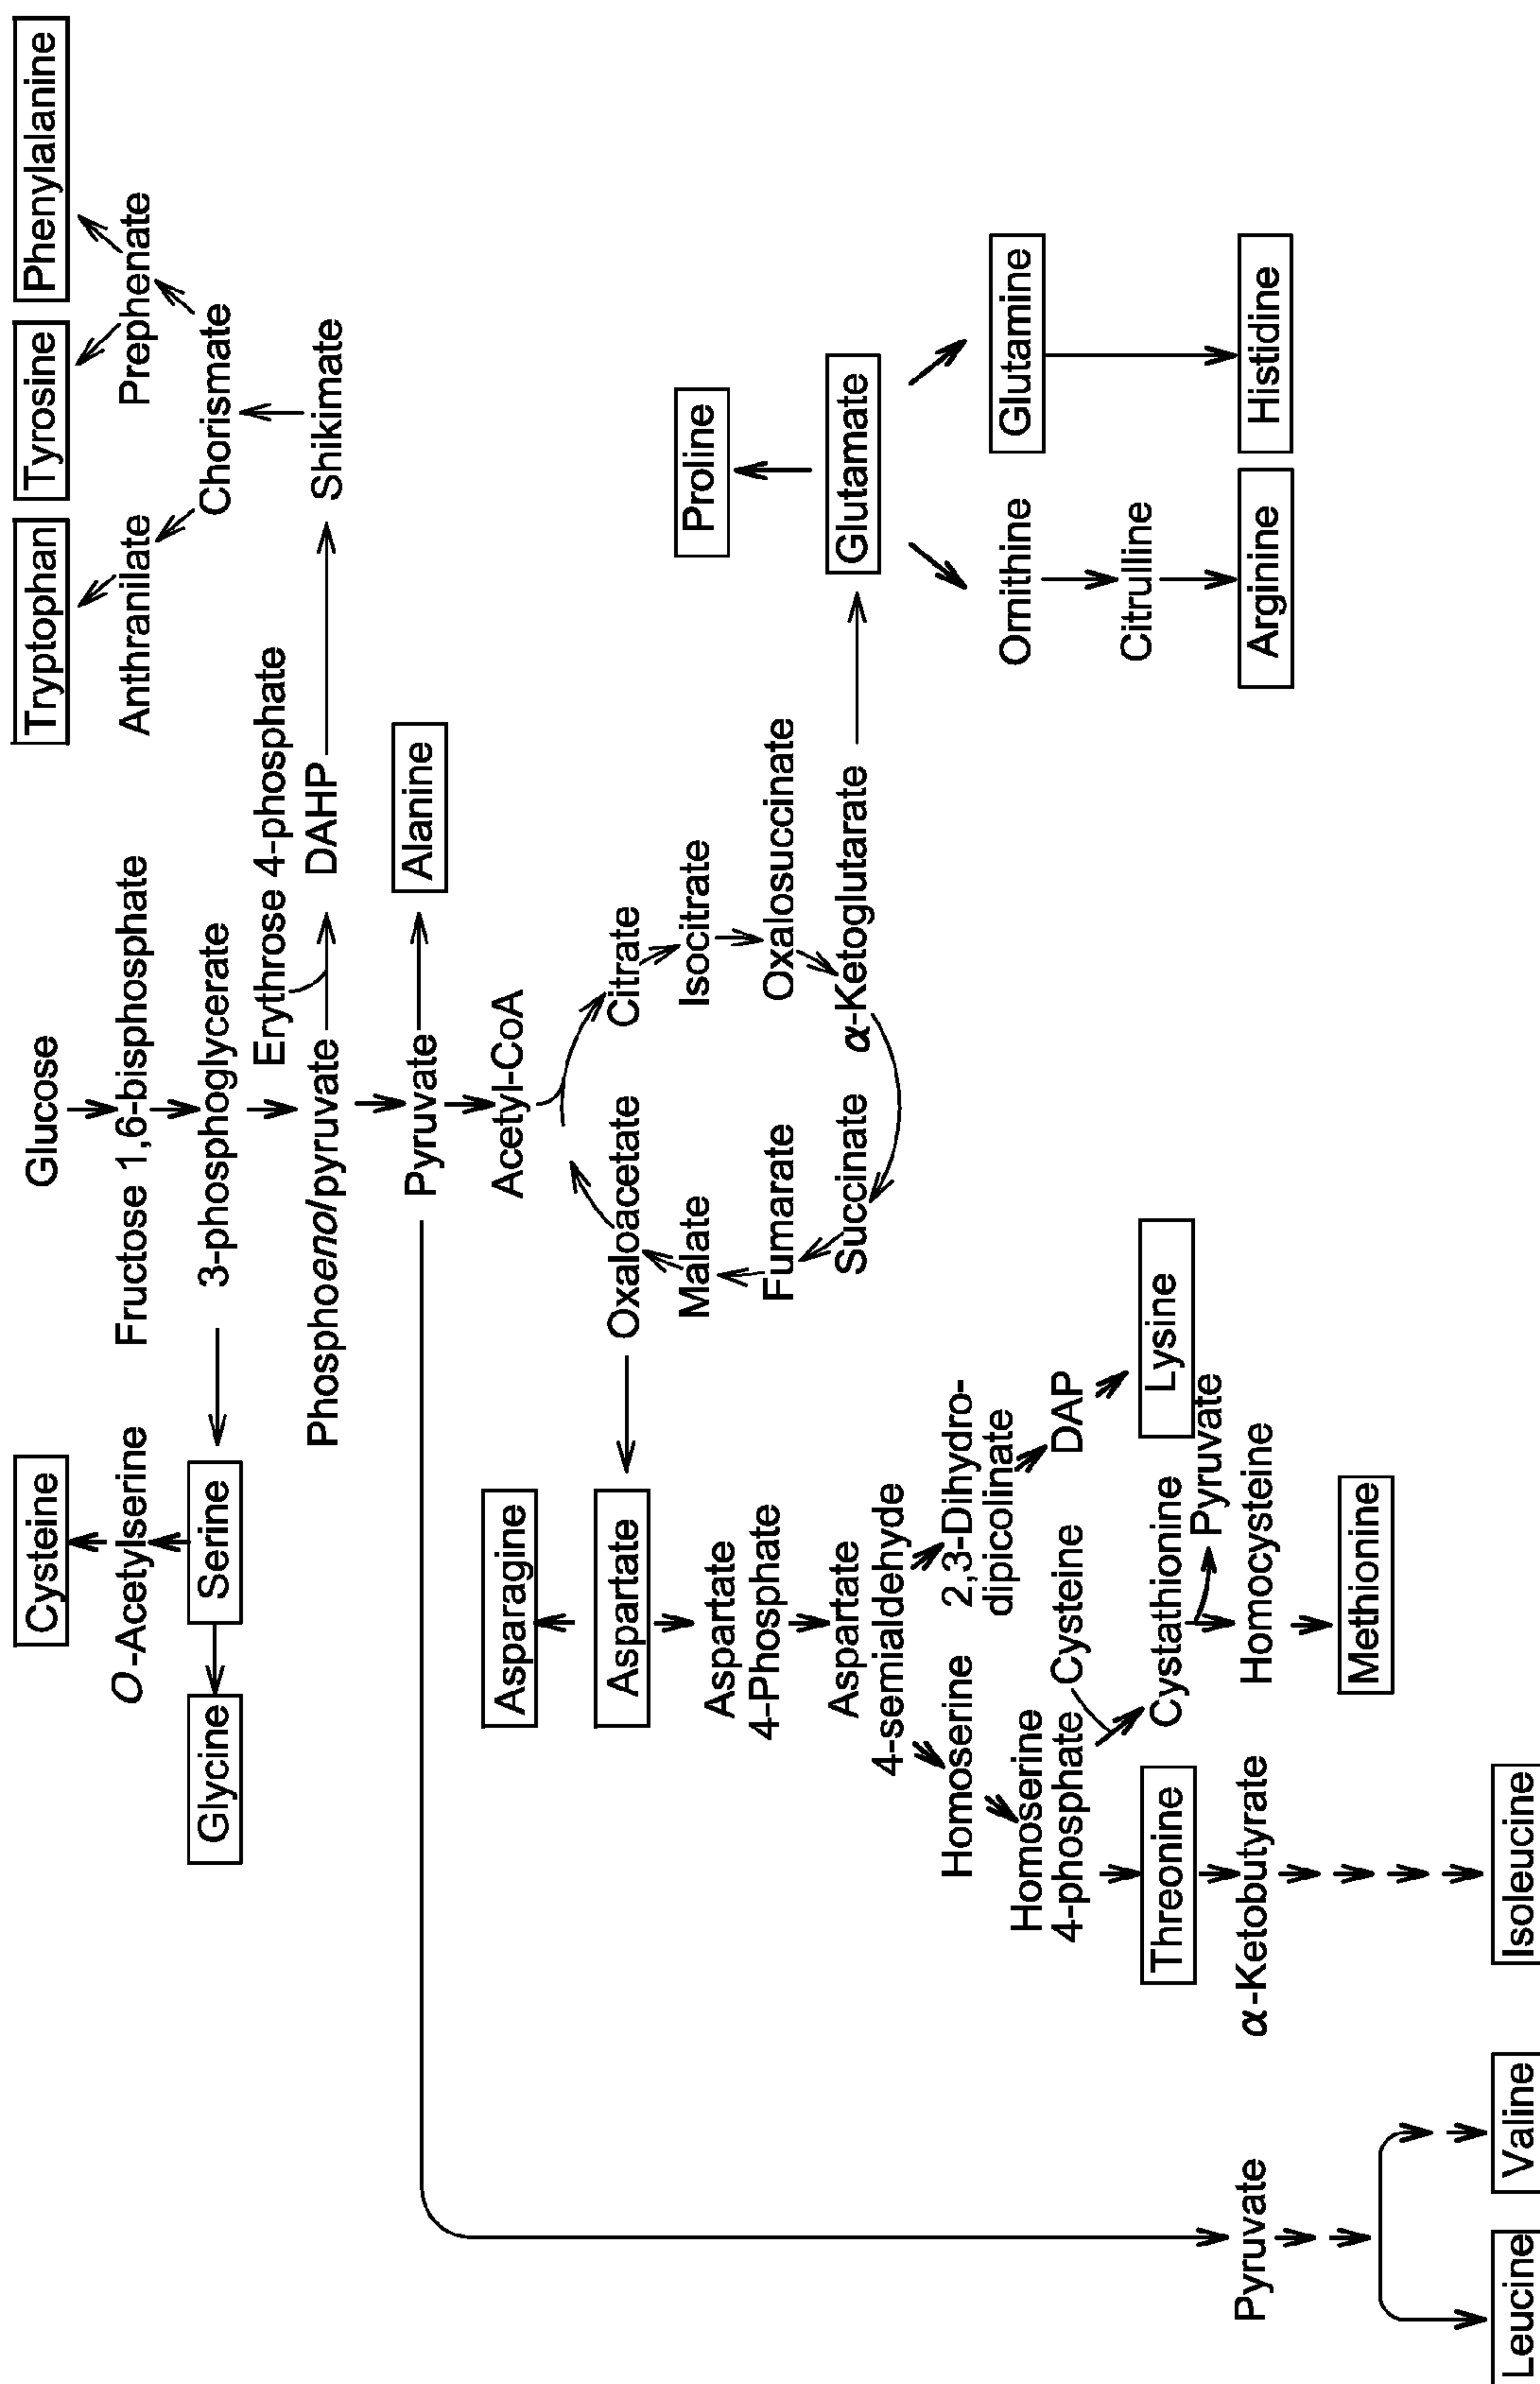 Glucose
Fructose 1,6-bisphosphate
3-phosphoglycerate
Erythrose 4-phosphate
Phosphoenolpyruvate
DAHP
Shikimate
Chorismate
Anthranilate
Prephenate
Tryptophan
Tyrosine
Phenylalanine
Cysteine
O-Acetylserine
Serine
Glycine
Pyruvate
Alanine
Acetyl-CoA
Oxaloacetate
Citrate
Malate
Isocitrate
Fumarate
Oxalosuccinate
Succinate
α-Ketoglutarate
Proline
Glutamate
Ornithine
Glutamine
Citrulline
Arginine
Histidine
Asparagine
Aspartate
Aspartate
4-Phosphate
Aspartate
4-semialdehyde
Homoserine
2,3-Dihydro-
dipicolinate
Homoserine
4-phosphate
Cysteine
DAP
Threonine
Cystathionine
Lysine
Pyruvate
Pyruvate
α-Ketobutyrate
Homocysteine
Methionine
Leucine
Valine
Isoleucine